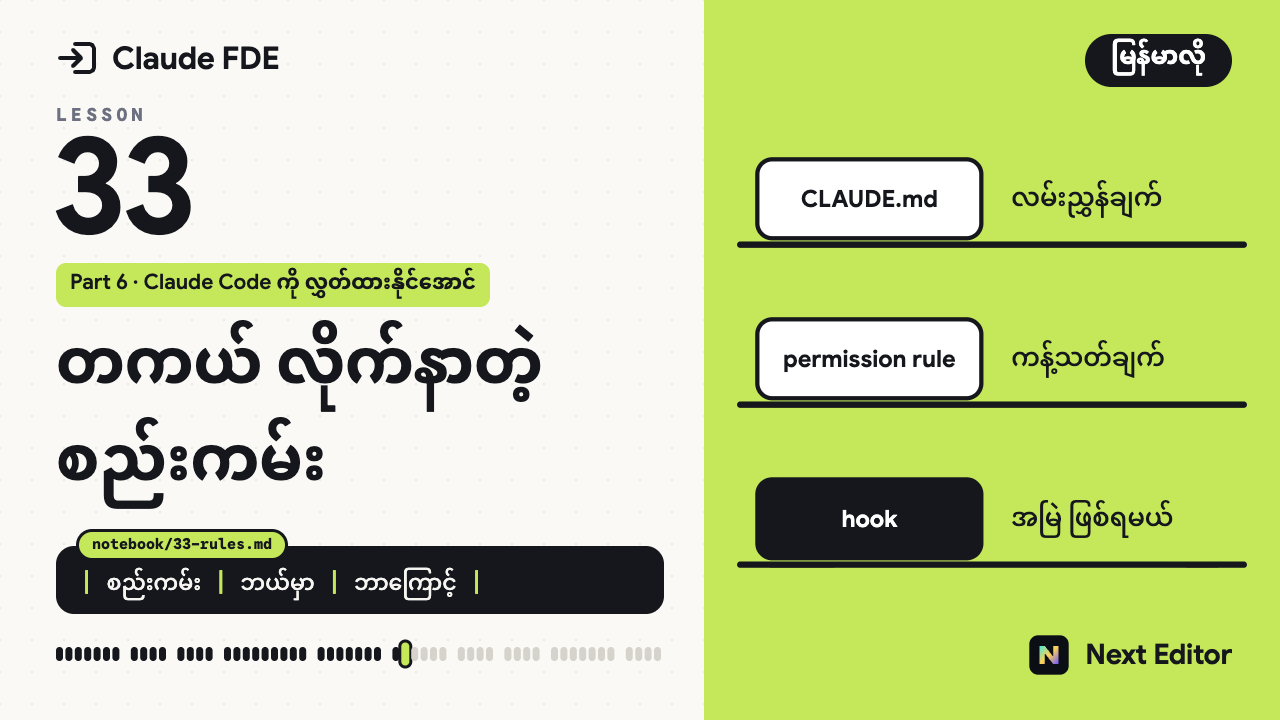 Claude FDE
LESSON
33
Part 6 · Claude Code ကို လွှတ်ထားနိုင်အောင်
တကယ် လိုက်နာတဲ့
စည်းကမ်း
notebook/33-rules.md
| စည်းကမ်း | ဘယ်မှာ | ဘာကြောင့် |
မြန်မာလို
CLAUDE.md
လမ်းညွှန်ချက်
permission rule
ကန့်သတ်ချက်
hook
အမြဲ ဖြစ်ရမယ်
N Next Editor